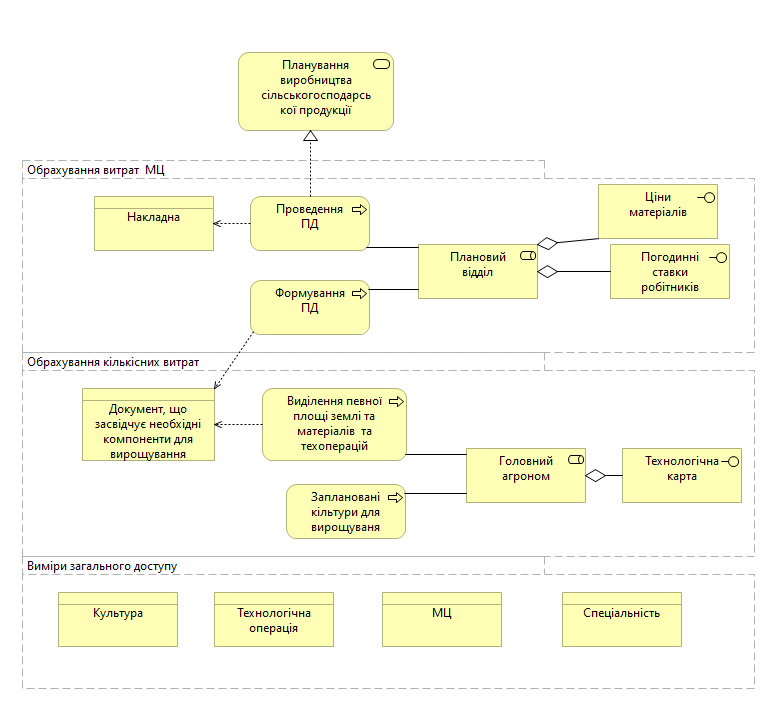 Планування
виробництва
сільськогосподарсь
кої продукції
Обрахування витрат МЦ
Накладна
Проведення
ПД
Ціни
матеріалів
Плановий
відділ
Погодинні
ставки
робітників
Формування
ПД
Обрахування кількісних витрат
Документ, що
засвідчує необхідні
компоненти для
вирощування
Виділення певної
площі землі та
матеріалів та
техоперацій
Головний
агроном
Технологічна
карта
Заплановані
кільтури для
вирощуваня
Виміри загального доступу
Культура
Технологічна
операція
МЦ
Спеціальність